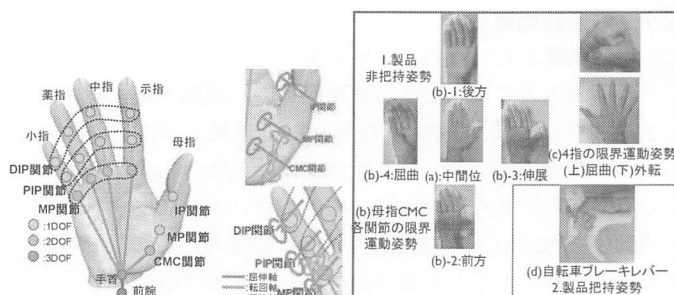 中指
示指
薬指
小指
母指
DIP関節
PIP関節
MP関節
IP関節
MP関節
CMC関節
:1DOF
:2DOF
:3DOF
手首
前腕
IP関節
MP関節
CMC関節
DIP関節
PIP関節
MP関節
:屈伸軸
:転回軸
1.製品
非把持姿勢
(b)-1:後方
(b)-4:屈曲
(a):中間位
(b)-3:伸展
(c)4指の限界運動姿勢
(上)屈曲(下)外転
(b)母指CMC
各関節の限界
運動姿勢
(b)-2:前方
(d)自転車ブレーキレバー
2.製品把持姿勢